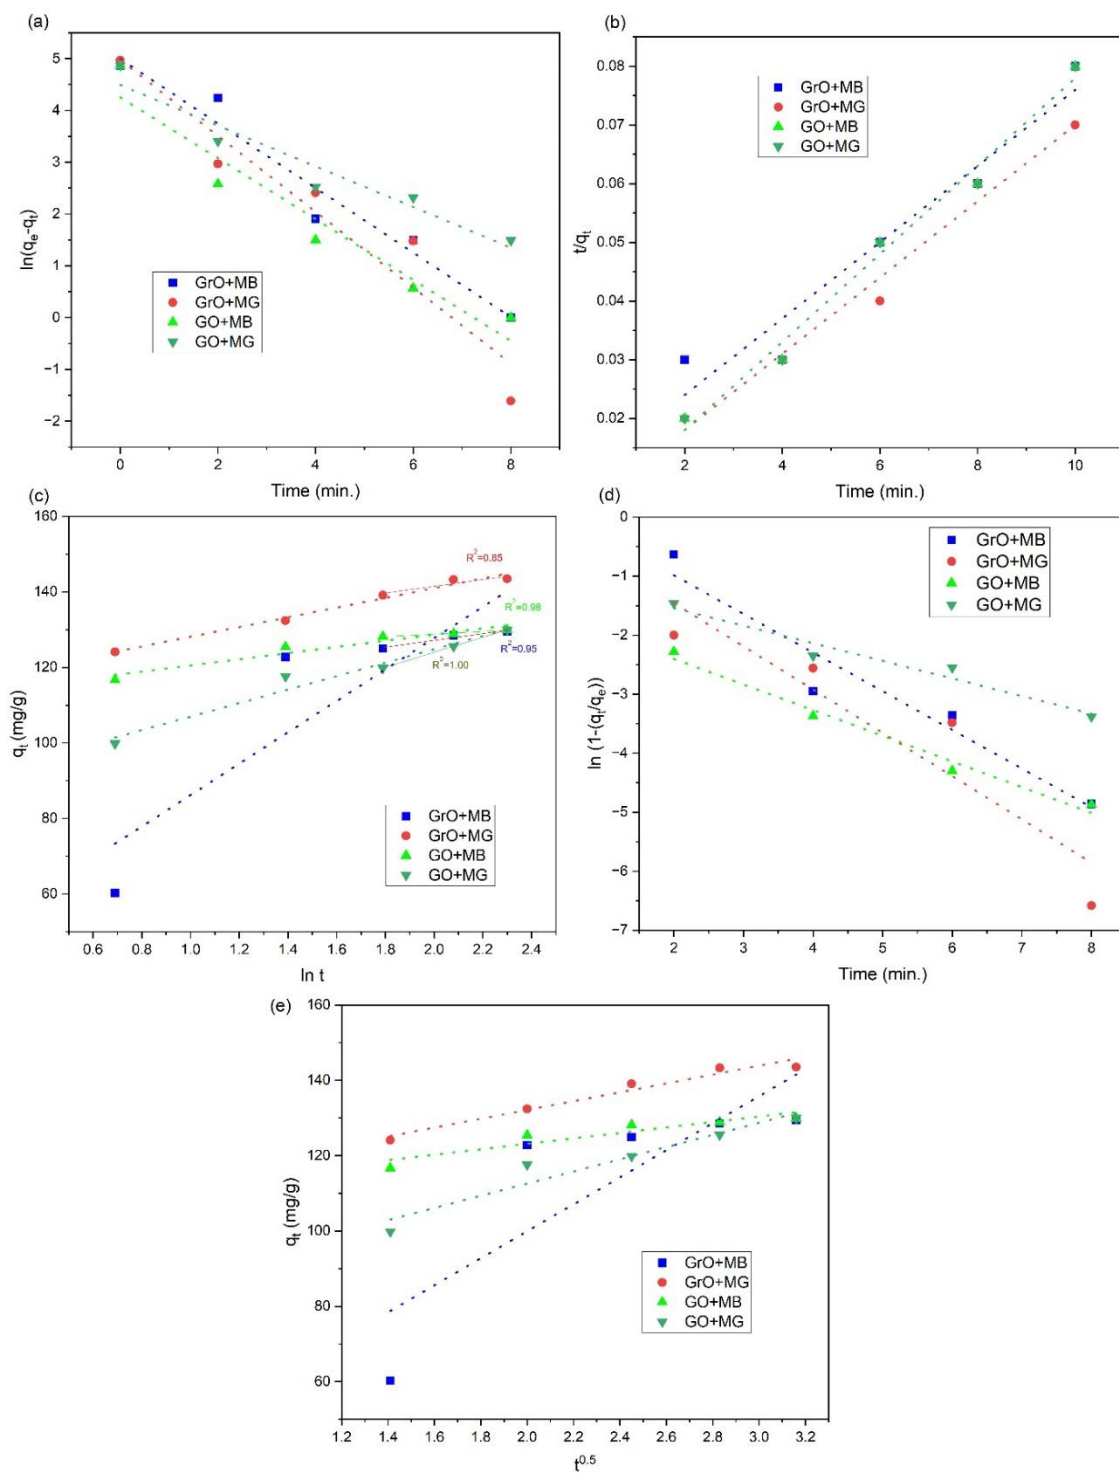 (a)
5
4
3
2
1
0
−1
−2
ln(qe-qt)
GrO+MB
GrO+MG
GO+MB
GO+MG
0 2 4 6 8
Time (min.)
(b)
0.08
0.07
0.06
0.05
0.04
0.03
0.02
t/qt
GrO+MB
GrO+MG
GO+MB
GO+MG
2 4 6 8 10
Time (min.)
(c)
160
140
120
100
80
60
qt (mg/g)
R2=0.85
R2=0.98
R2=0.95
R2=1.00
GrO+MB
GrO+MG
GO+MB
GO+MG
0.6 0.8 1.0 1.2 1.4 1.6 1.8 2.0 2.2 2.4
ln t
(d)
0
−1
−2
−3
−4
−5
−6
−7
ln (1-(qt/qe))
GrO+MB
GrO+MG
GO+MB
GO+MG
2 3 4 5 6 7 8
Time (min.)
(e)
160
140
120
100
80
60
qt (mg/g)
GrO+MB
GrO+MG
GO+MB
GO+MG
1.2 1.4 1.6 1.8 2.0 2.2 2.4 2.6 2.8 3.0 3.2
t0.5